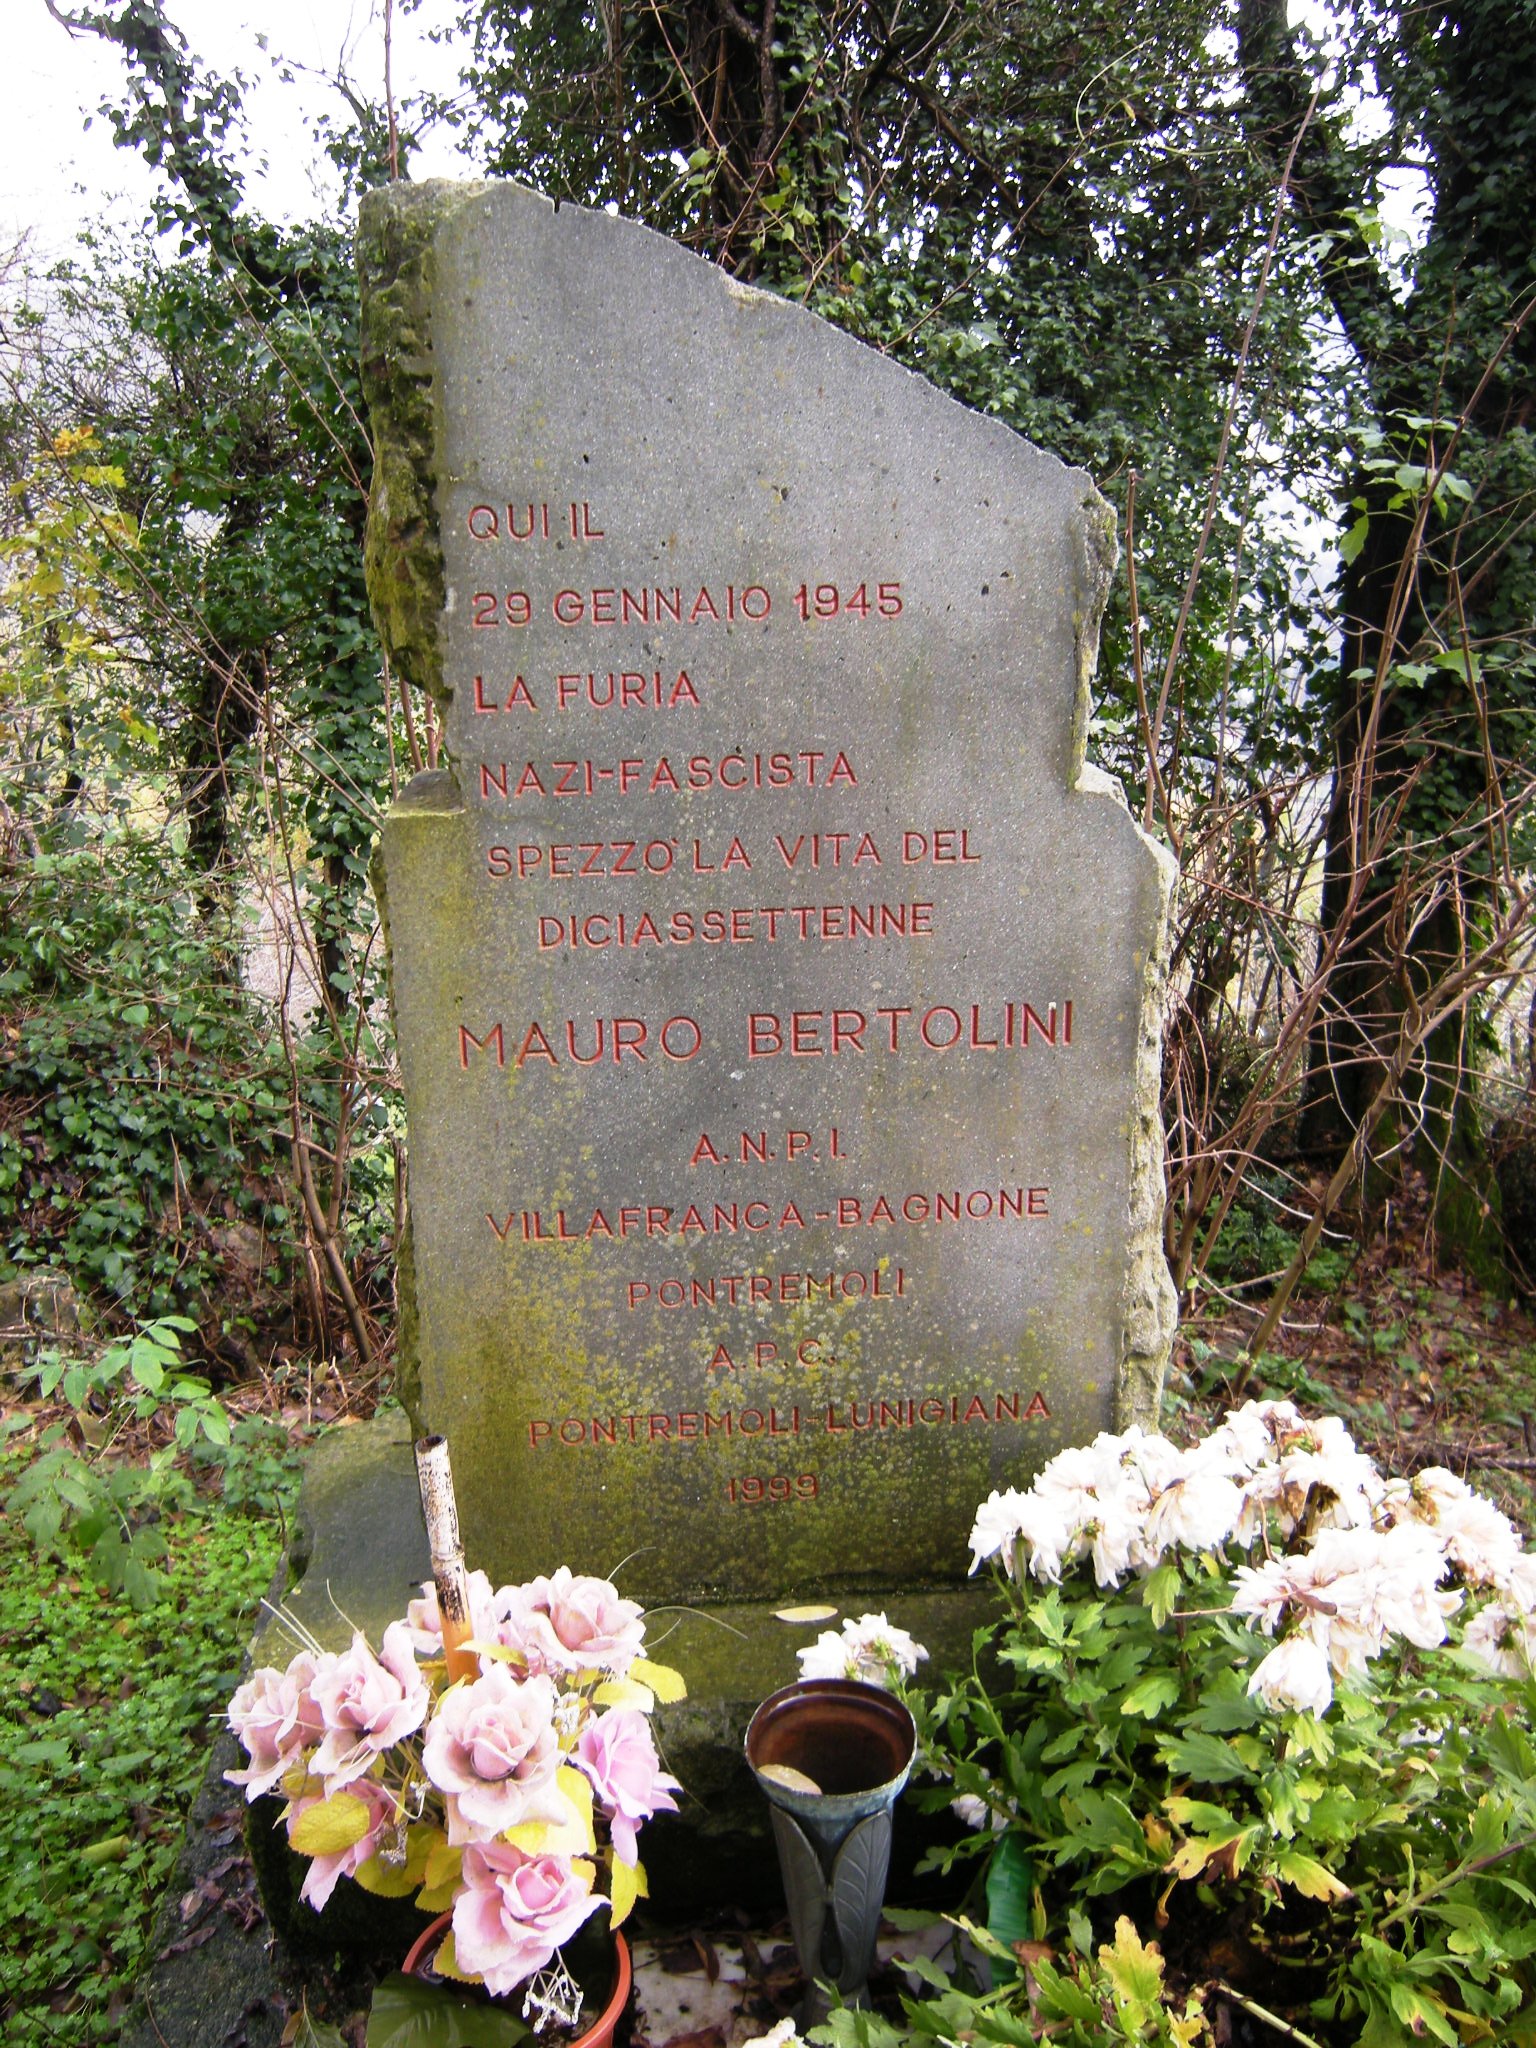 QUI IL
29 GENNAIO 1945
LA FURIA
NAZI-FASCISTA
SPEZZO' LA VITA DEL
DICIASSETTENNE
MAURO BERTOLINI
A.N.P.I.
VILLAFRANCA-BAGNONE
PONTREMOLI
A.P.C.
PONTREMOLI-LUNIGIANA
1999